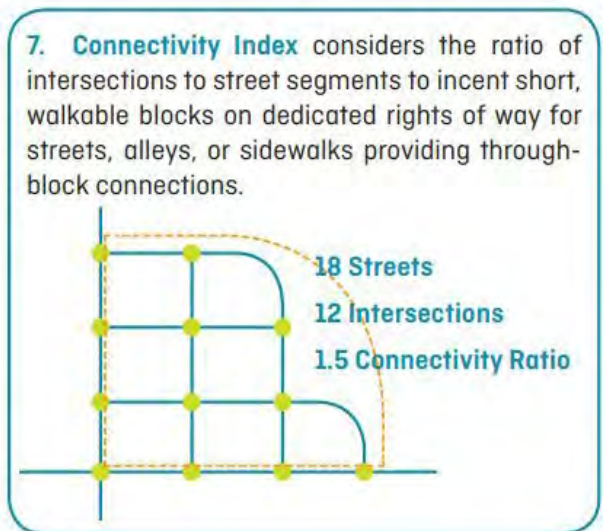 7. Connectivity Index considers the ratio of
intersections to street segments to incent short,
walkable blocks on dedicated rights of way for
streets, alleys, or sidewalks providing through-
block connections.
18 Streets
12 Intersections
1.5 Connectivity Ratio